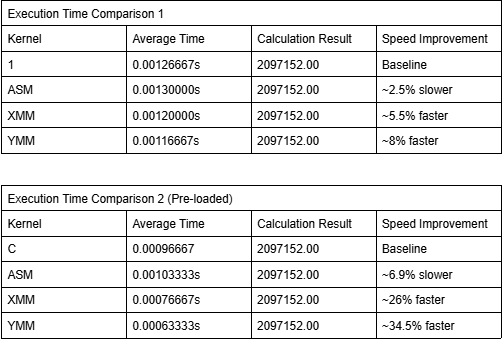 Execution Time Comparison 1
Kernel Average Time Calculation Result Speed Improvement
1 0.00126667s 2097152.00 Baseline
ASM 0.00130000s 2097152.00 ~2.5% slower
XMM 0.00120000s 2097152.00 ~5.5% faster
YMM 0.00116667s 2097152.00 ~8% faster
Execution Time Comparison 2 (Pre-loaded)
Kernel Average Time Calculation Result Speed Improvement
C 0.00096667 2097152.00 Baseline
ASM 0.00103333s 2097152.00 ~6.9% slower
XMM 0.00076667s 2097152.00 ~26% faster
YMM 0.00063333s 2097152.00 ~34.5% faster